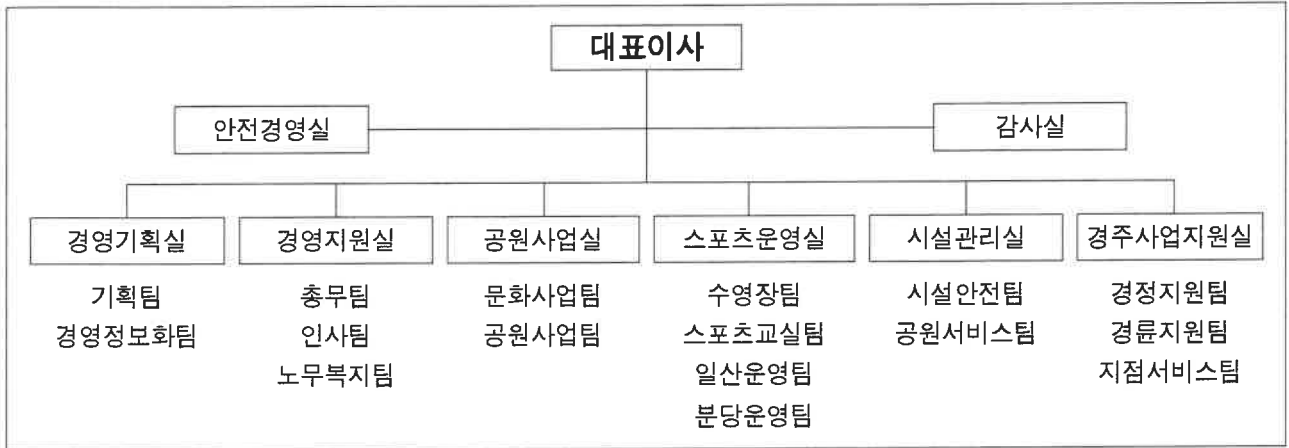 대표이사
안전경영실 감사실
경영기획실 경영지원실 공원사업실 스포츠운영실 시설관리실 경주사업지원실
기획팀 총무팀 문화사업팀 수영장팀 시설안전팀 경정지원팀
경영정보화팀 인사팀 공원사업팀 스포츠교실팀 공원서비스팀 경륜지원팀
노무복지팀 일산운영팀 지점서비스팀
분당운영팀